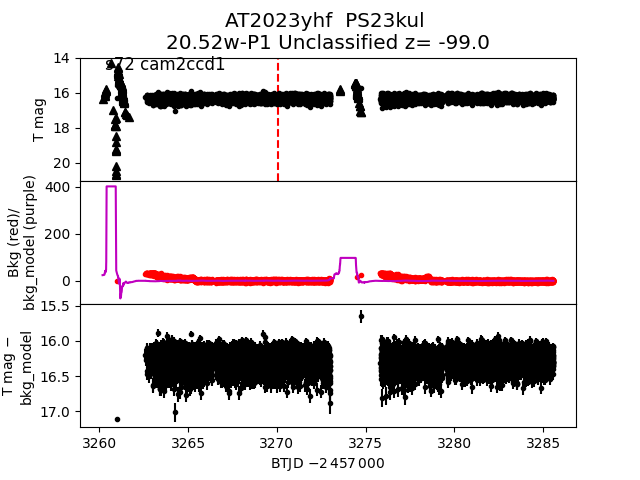 AT2023yhf  PS23kul
20.52w-P1 Unclassified z= -99.0
s72 cam2ccd1
14
16
18
20
T mag
400
200
0
Bkg (red)/
bkg_model (purple)
15.5
16.0
16.5
17.0
T mag −
bkg_model
3260 3265 3270 3275 3280 3285
BTJD −2 457 000